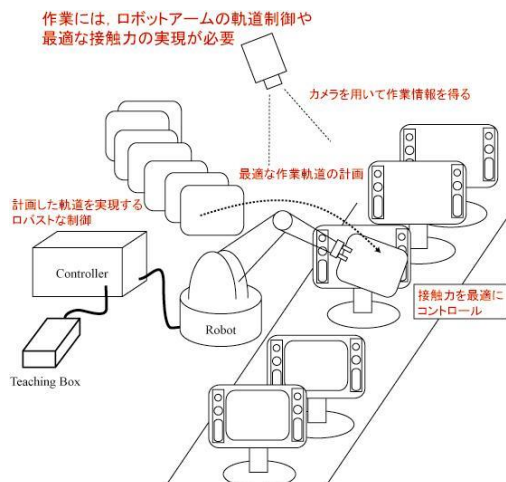 作業には，ロボットアームの軌道制御や
最適な接触力の実現が必要
カメラを用いて作業情報を得る
最適な作業軌道の計画
計画した軌道を実現する
ロバストな制御
Controller
接触力を最適に
コントロール
Robot
Teaching Box